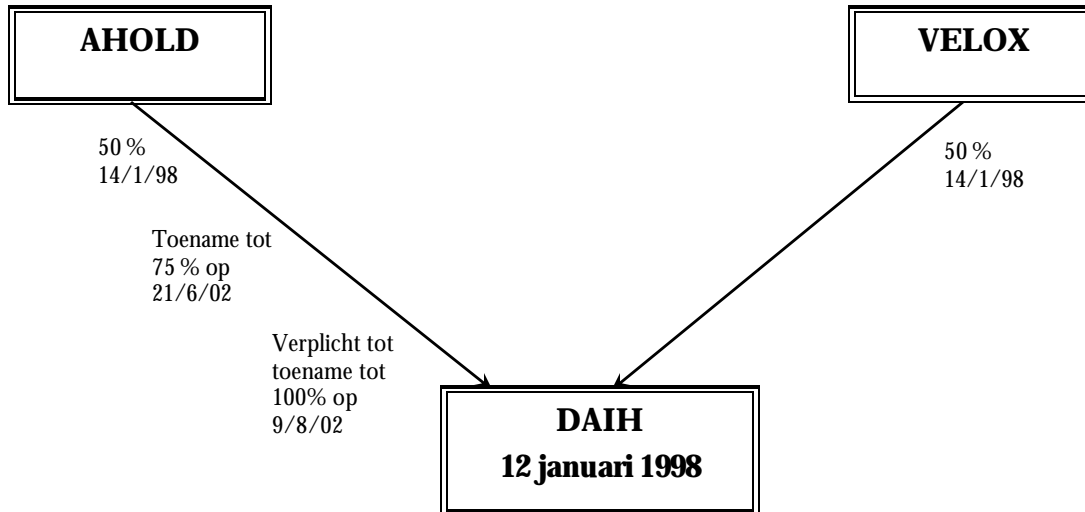 AHOLD
VELOX
50 %
14/1/98
50 %
14/1/98
Toename tot
75 % op
21/6/02
Verplicht tot
toename tot
100% op
9/8/02
DAIH
12 januari 1998